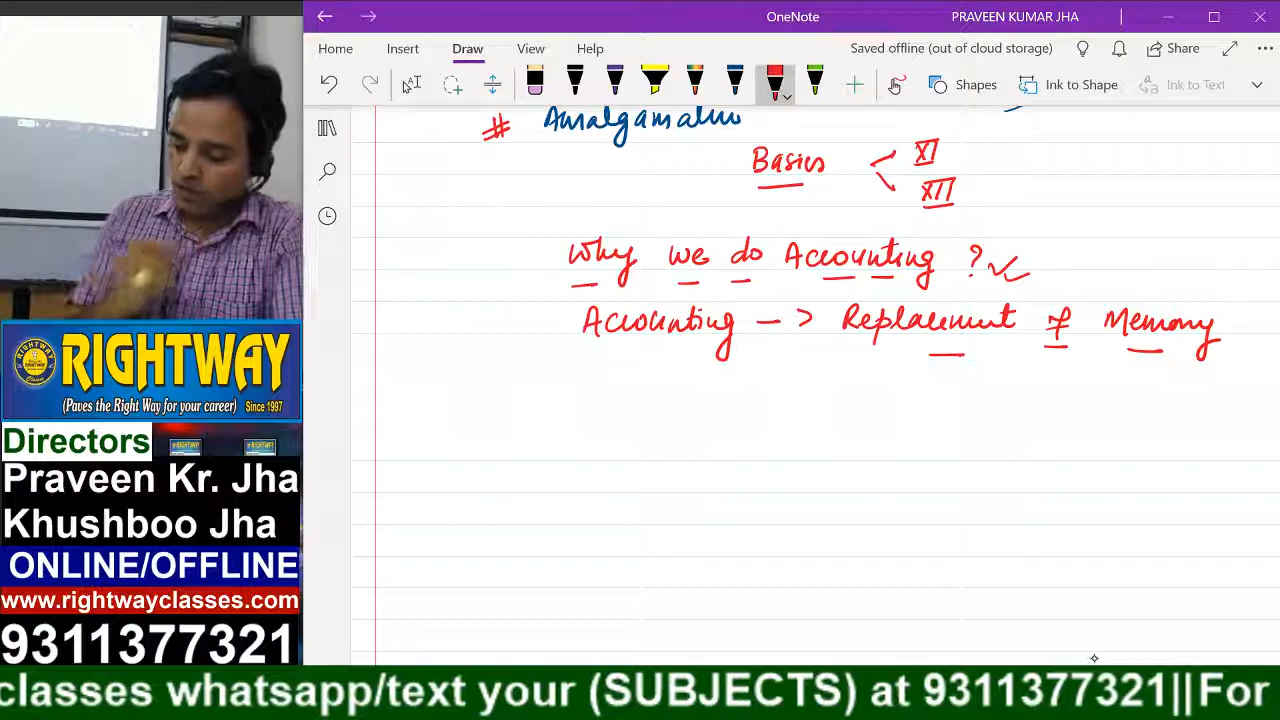 OneNote
PRAVEEN KUMAR JHA
Home Insert Draw View Help
Saved offline (out of cloud storage)
Share
Shapes
Ink to Shape
Ink to Text
# Amalgamation
Basics < XI
XII
Why we do Accounting ?
Accounting -> Replacement of Memory
RIGHTWAY
(Paves the Right Way for your career) Since 1997
Directors
Praveen Kr. Jha
Khushboo Jha
ONLINE/OFFLINE
www.rightwayclasses.com
9311377321
classes whatsapp/text your (SUBJECTS) at 9311377321||For